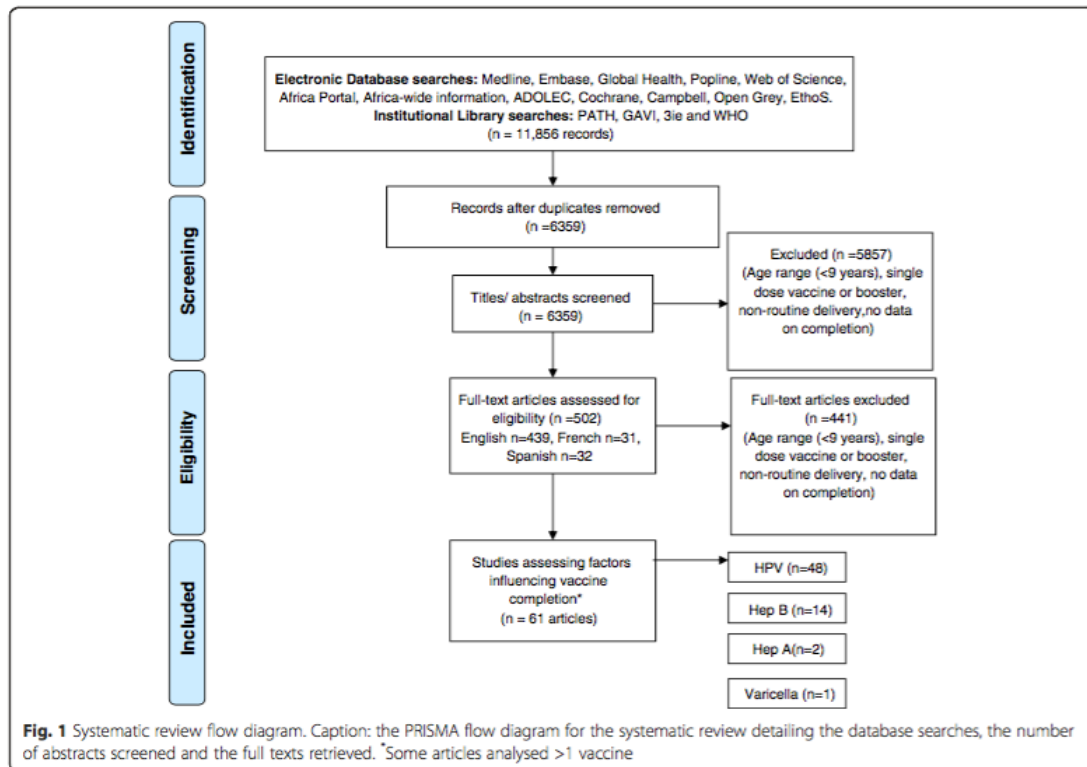 Identification
Electronic Database searches: Medline, Embase, Global Health, Popline, Web of Science,
Africa Portal, Africa-wide information, ADOLEC, Cochrane, Campbell, Open Grey, EthoS.
Institutional Library searches: PATH, GAVI, 3ie and WHO
(n = 11,856 records)
Screening
Records after duplicates removed
(n =6359)
Titles/ abstracts screened
(n = 6359)
Excluded (n =5857)
(Age range (<9 years), single
dose vaccine or booster,
non-routine delivery,no data
on completion)
Eligibility
Full-text articles assessed for
eligibility (n =502)
English n=439, French n=31,
Spanish n=32
Full-text articles excluded
(n =441)
(Age range (<9 years), single
dose vaccine or booster,
non-routine delivery, no data
on completion)
Included
Studies assessing factors
influencing vaccine
completion*
(n = 61 articles)
HPV (n=48)
Hep B (n=14)
Hep A(n=2)
Varicella (n=1)
Fig. 1 Systematic review flow diagram. Caption: the PRISMA flow diagram for the systematic review detailing the database searches, the number
of abstracts screened and the full texts retrieved. *Some articles analysed >1 vaccine